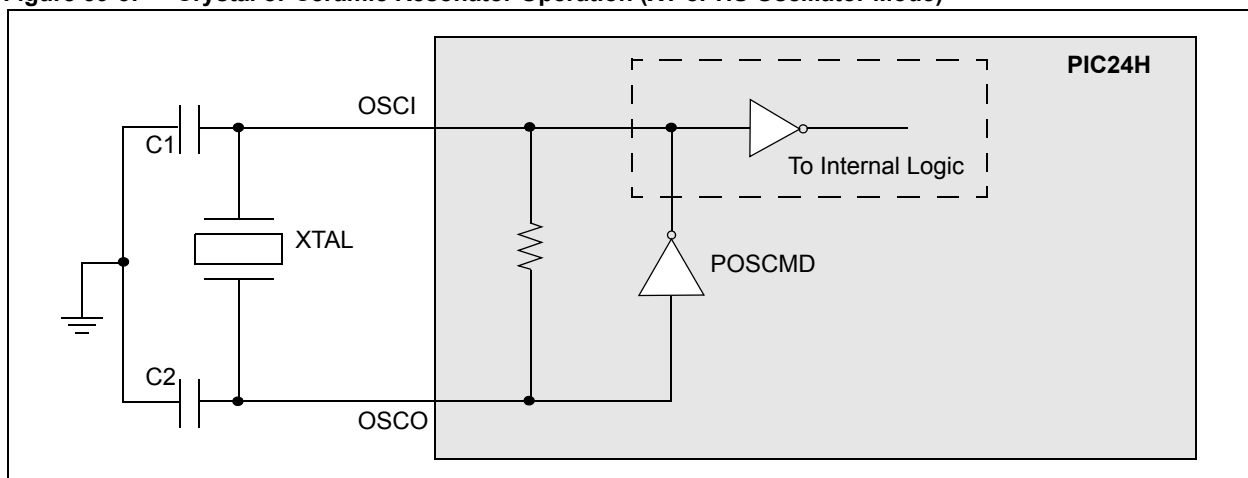 PIC24H
OSCI
C1
To Internal Logic
XTAL
POSCMD
C2
OSCO